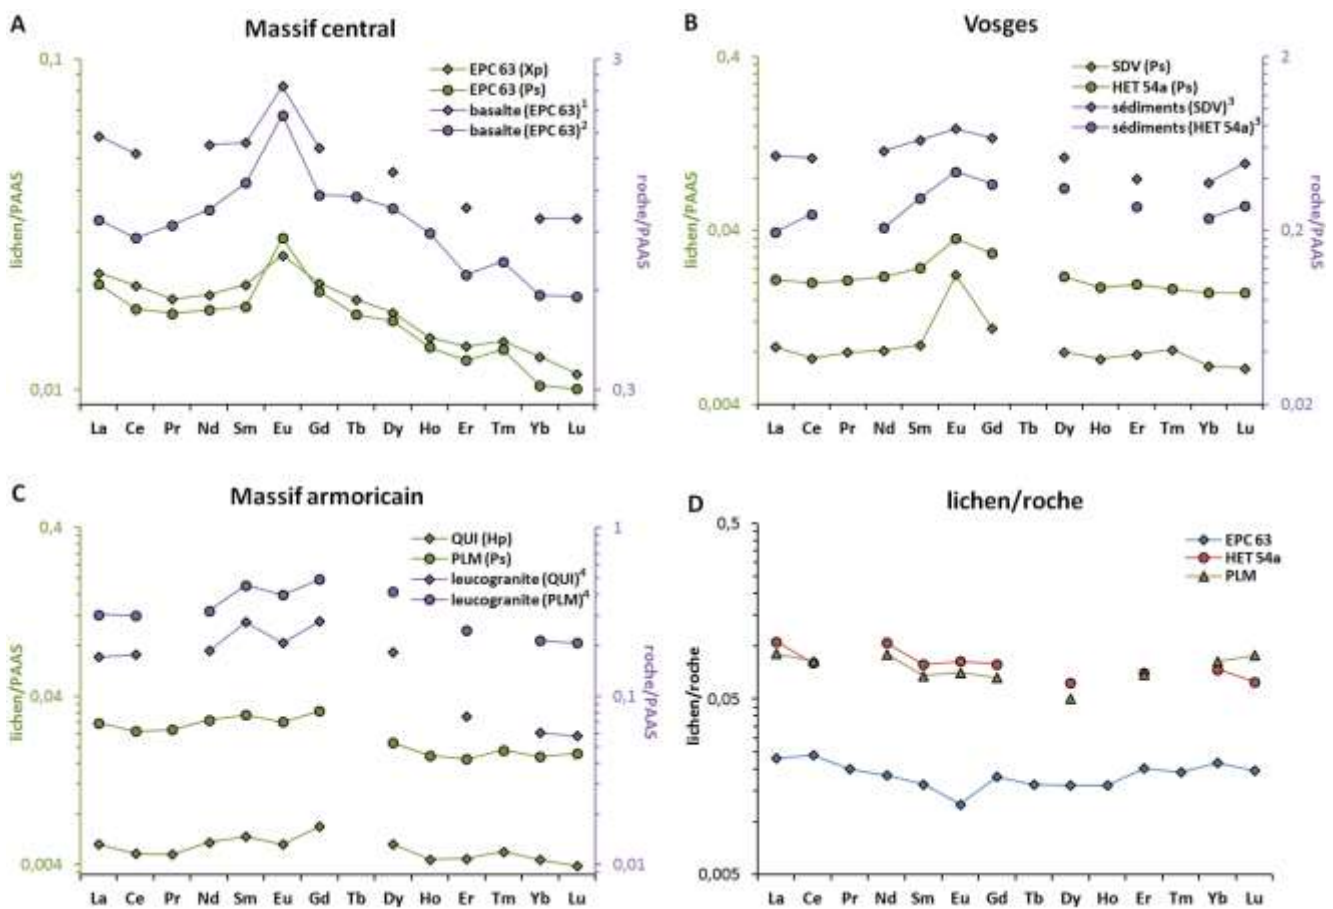 A
Massif central
0,1
0,01
lichen/PAAS
3
0,3
roche/PAAS
EPC 63 (Xp)
EPC 63 (Ps)
basalte (EPC 63)¹
basalte (EPC 63)²
La Ce Pr Nd Sm Eu Gd Tb Dy Ho Er Tm Yb Lu
B
Vosges
0,4
0,04
0,004
lichen/PAAS
2
0,2
0,02
roche/PAAS
SDV (Ps)
HET 54a (Ps)
sédiments (SDV)³
sédiments (HET 54a)³
La Ce Pr Nd Sm Eu Gd Tb Dy Ho Er Tm Yb Lu
C
Massif armoricain
0,4
0,04
0,004
lichen/PAAS
1
0,1
0,01
roche/PAAS
QUI (Hp)
PLM (Ps)
leucogranite (QUI)⁴
leucogranite (PLM)⁴
La Ce Pr Nd Sm Eu Gd Tb Dy Ho Er Tm Yb Lu
D
lichen/roche
0,5
0,05
0,005
lichen/roche
EPC 63
HET 54a
PLM
La Ce Pr Nd Sm Eu Gd Tb Dy Ho Er Tm Yb Lu